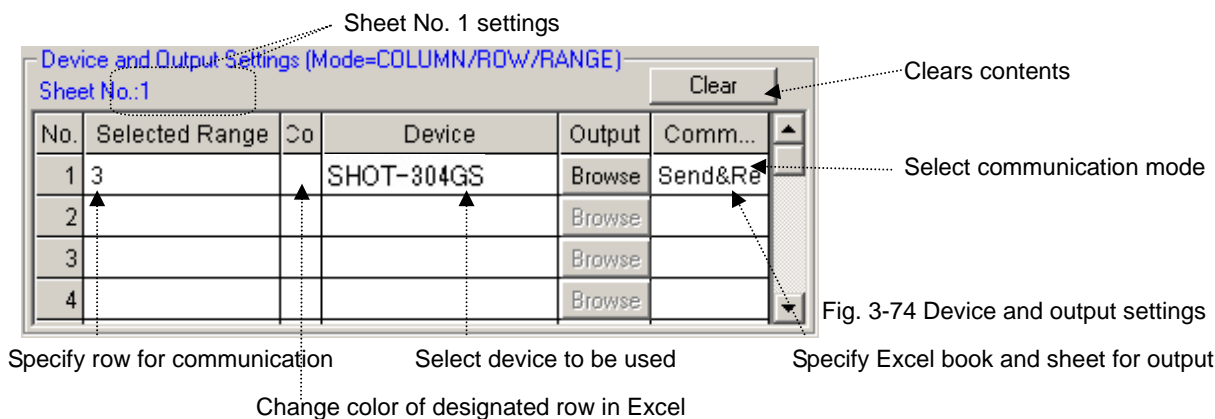 Sheet No. 1 settings
Device and Output Settings (Mode=COLUMN/ROW/RANGE)
Sheet No.:1
Clear
Clears contents
No. Selected Range Co Device Output Comm...
1 3 SHOT-304GS Browse Send&Re
Select communication mode
2 Browse
3 Browse
4 Browse
Fig. 3-74 Device and output settings
Specify row for communication
Select device to be used
Specify Excel book and sheet for output
Change color of designated row in Excel